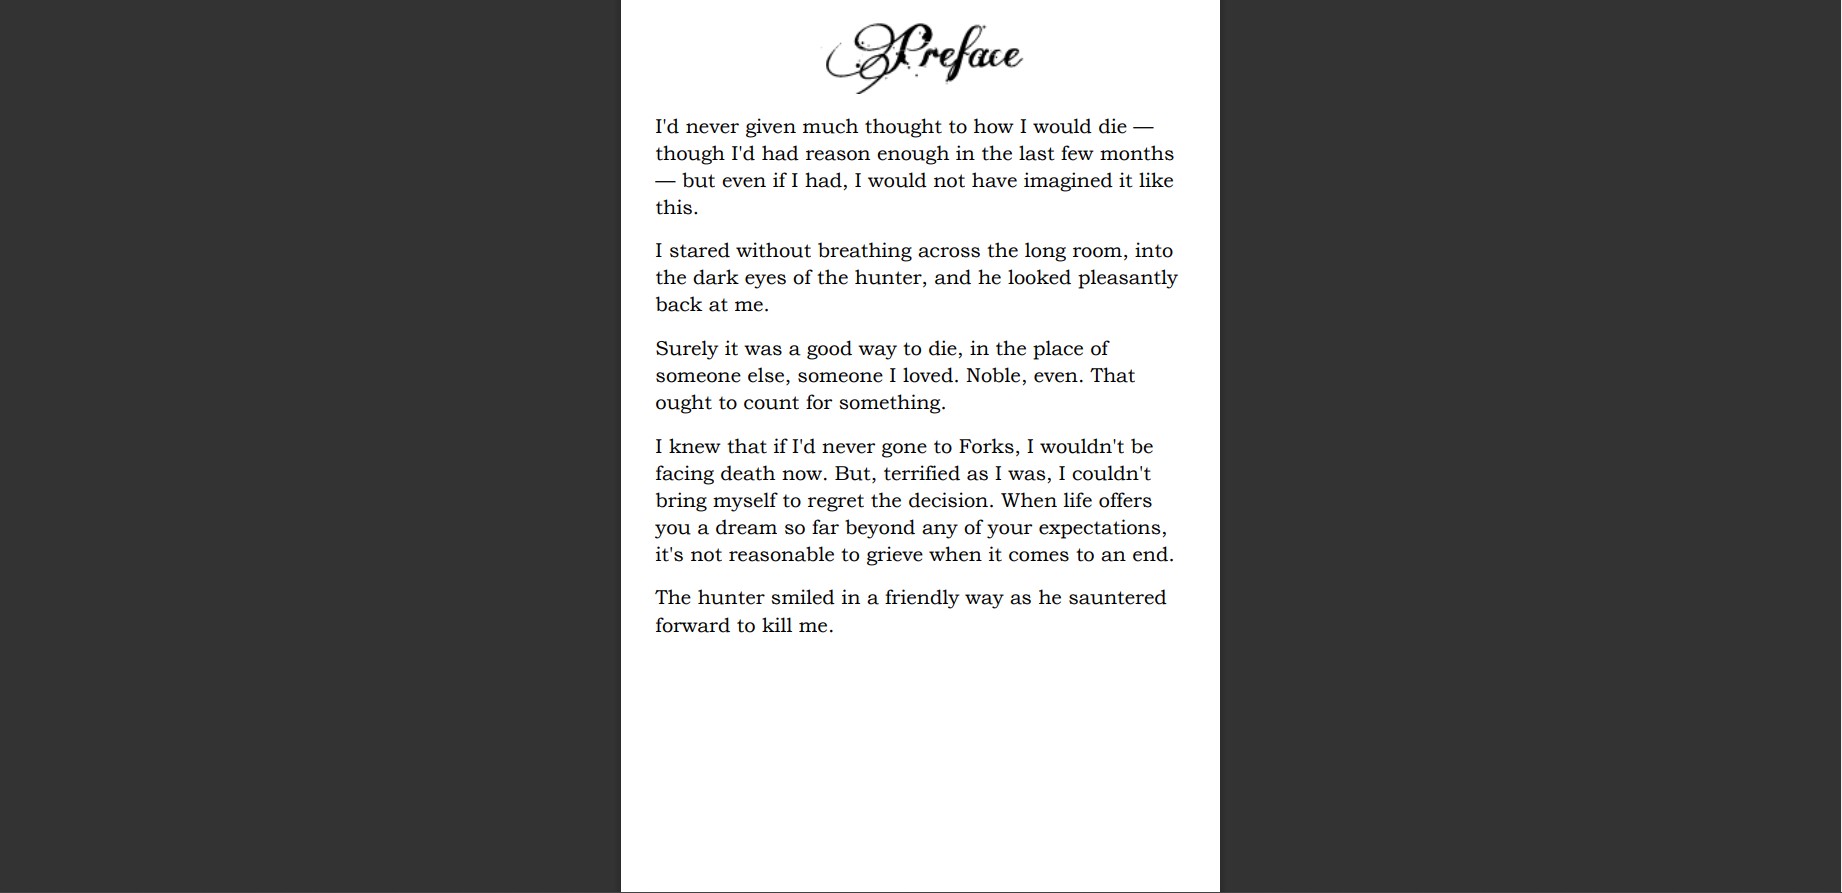 Preface
I'd never given much thought to how I would die —
though I'd had reason enough in the last few months
— but even if I had, I would not have imagined it like
this.
I stared without breathing across the long room, into
the dark eyes of the hunter, and he looked pleasantly
back at me.
Surely it was a good way to die, in the place of
someone else, someone I loved. Noble, even. That
ought to count for something.
I knew that if I'd never gone to Forks, I wouldn't be
facing death now. But, terrified as I was, I couldn't
bring myself to regret the decision. When life offers
you a dream so far beyond any of your expectations,
it's not reasonable to grieve when it comes to an end.
The hunter smiled in a friendly way as he sauntered
forward to kill me.